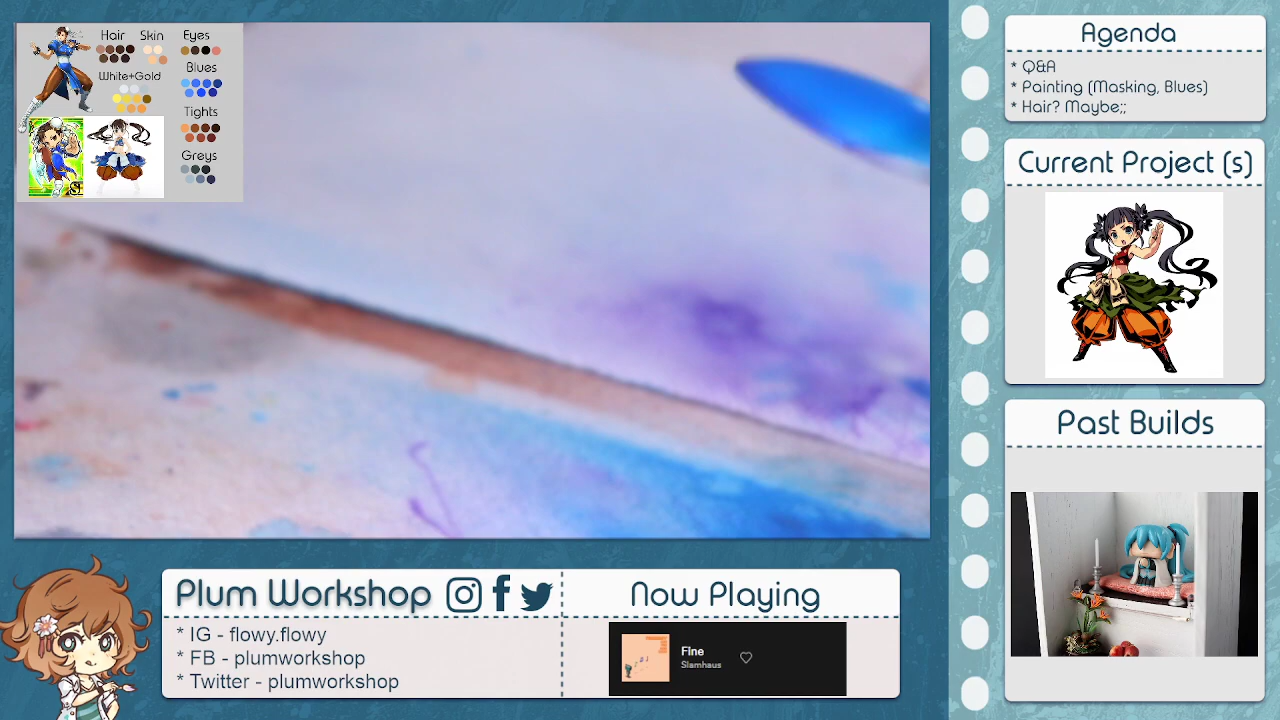 Hair Skin Eyes
White+Gold
Blues
Tights
Greys
Agenda
* Q&A
* Painting (Masking, Blues)
* Hair? Maybe;;
Current Project (s)
Past Builds
Plum Workshop
* IG - flowy.flowy
* FB - plumworkshop
* Twitter - plumworkshop
Now Playing
FIne
Slamhaus